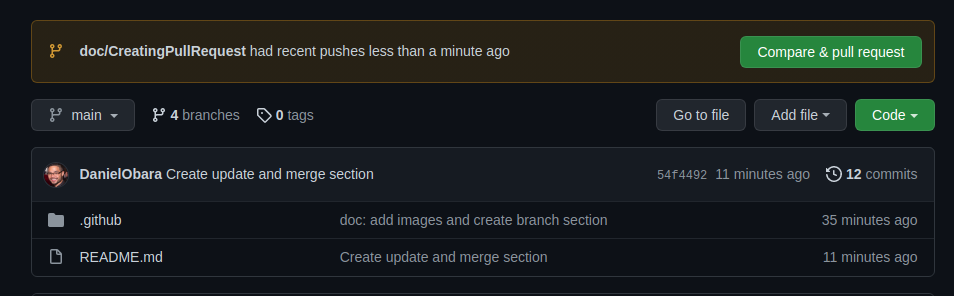 doc/CreatingPullRequest had recent pushes less than a minute ago
Compare & pull request
main
4 branches
0 tags
Go to file
Add file
Code
DanielObara Create update and merge section
54f4492 11 minutes ago
12 commits
.github
doc: add images and create branch section
35 minutes ago
README.md
Create update and merge section
11 minutes ago